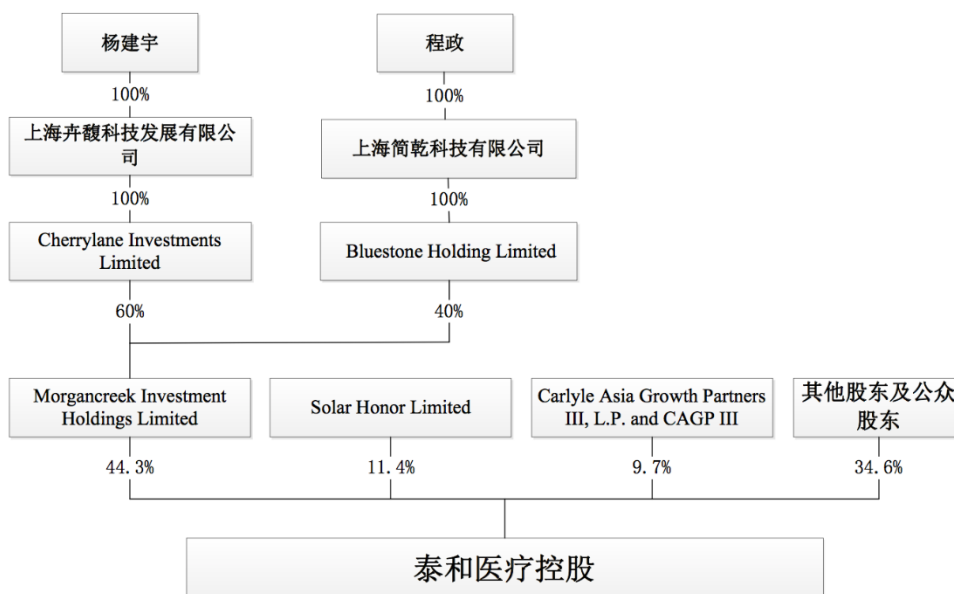 杨建宇
程政
100%
100%
上海卉馥科技发展有限公
司
上海简乾科技有限公司
100%
100%
Cherrylane Investments
Limited
Bluestone Holding Limited
60%
40%
Morgancreek Investment
Holdings Limited
Solar Honor Limited
Carlyle Asia Growth Partners
III, L.P. and CAGP III
其他股东及公众
股东
44.3%
11.4%
9.7%
34.6%
泰和医疗控股